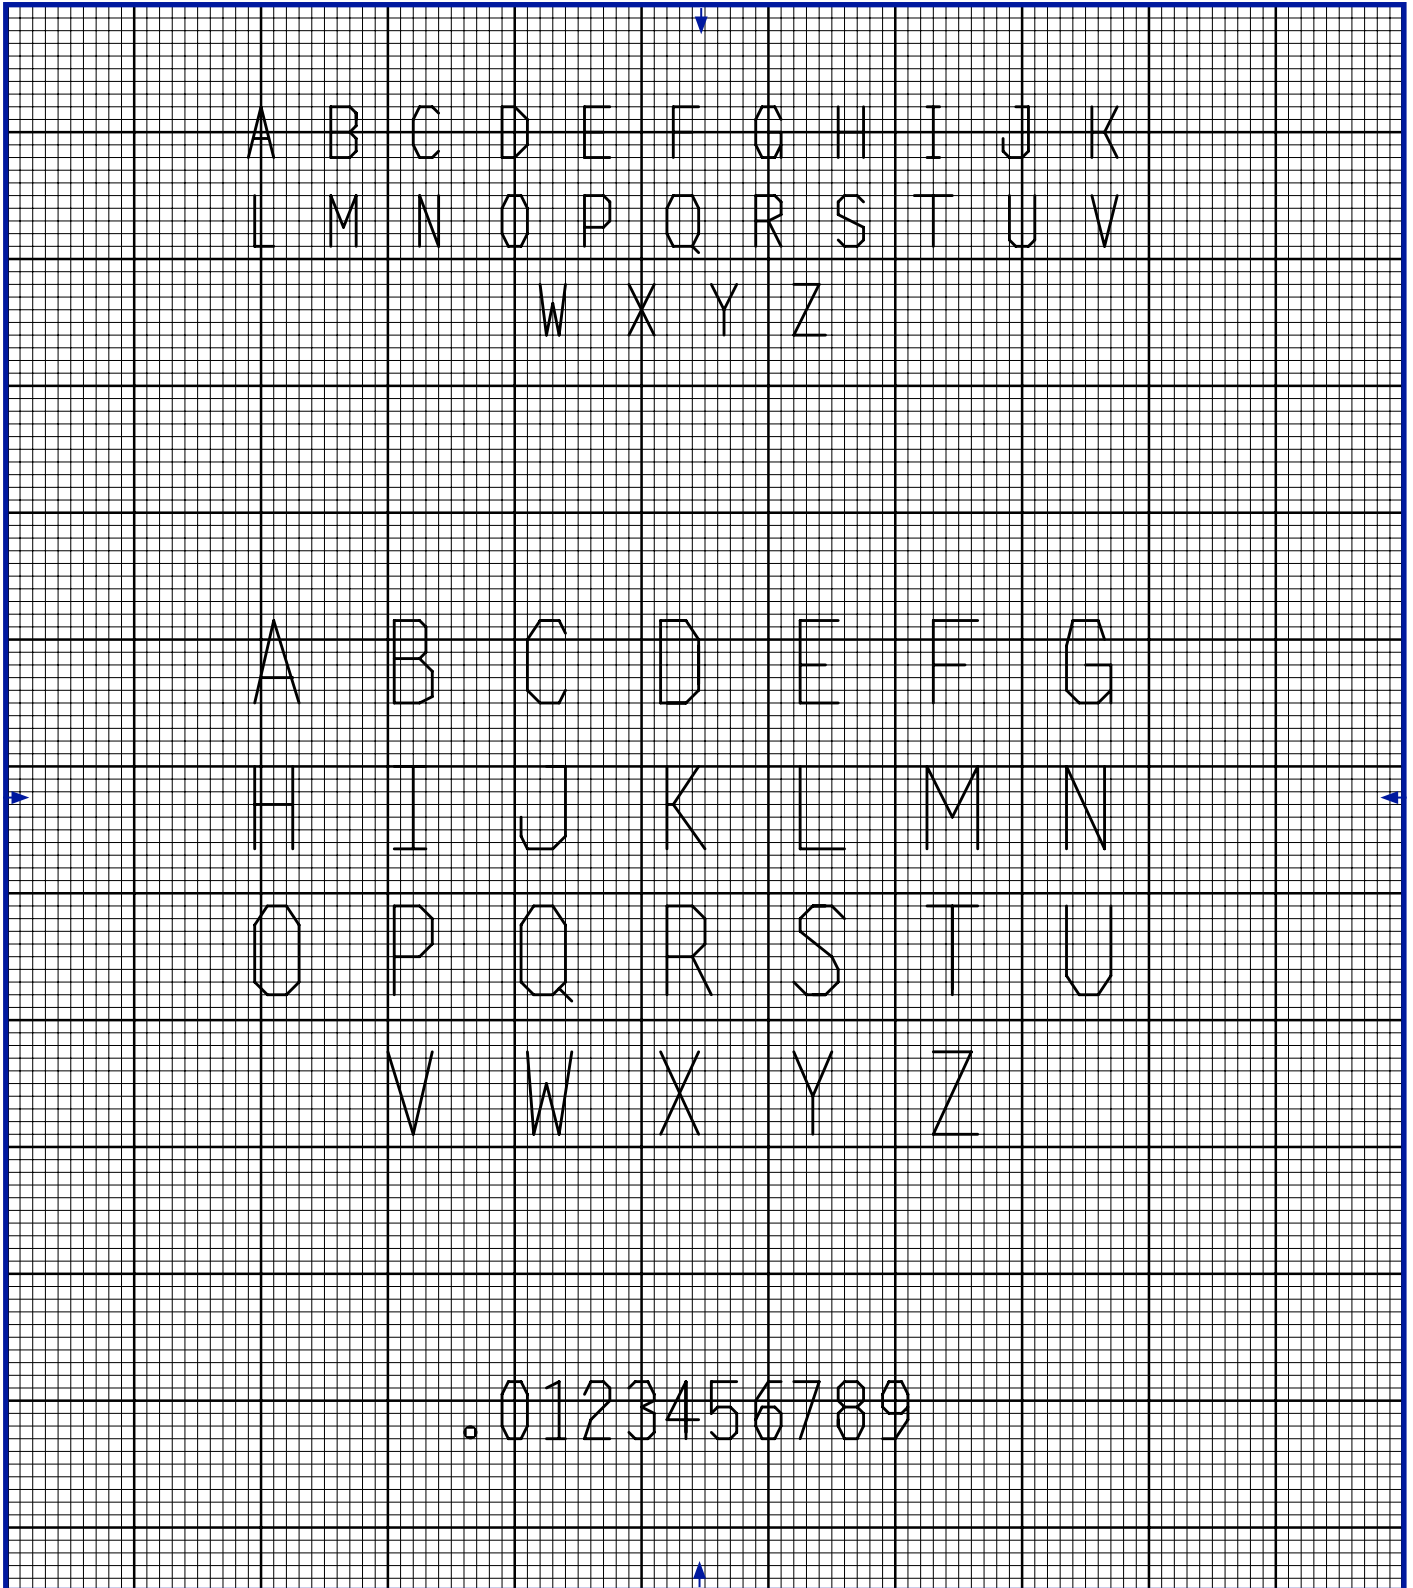 A B C D E F G H I J K
L M N O P Q R S T U V
W X Y Z
A B C D E F G
H I J K L M N
O P Q R S T U
V W X Y Z
.0123456789